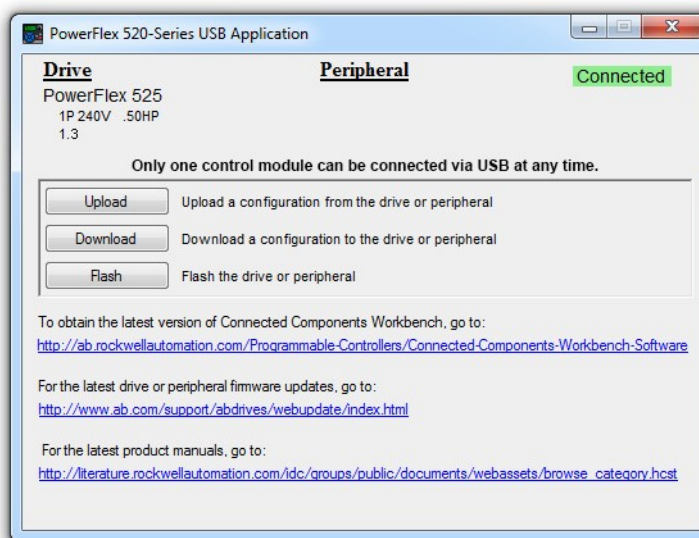 PowerFlex 520-Series USB Application
Drive Peripheral Connected
PowerFlex 525
1P 240V .50HP
1.3
Only one control module can be connected via USB at any time.
Upload Upload a configuration from the drive or peripheral
Download Download a configuration to the drive or peripheral
Flash Flash the drive or peripheral
To obtain the latest version of Connected Components Workbench, go to:
http://ab.rockwellautomation.com/Programmable-Controllers/Connected-Components-Workbench-Software
For the latest drive or peripheral firmware updates, go to:
http://www.ab.com/support/abdrives/webupdate/index.html
For the latest product manuals, go to:
http://literature.rockwellautomation.com/idc/groups/public/documents/webassets/browse_category.hcst